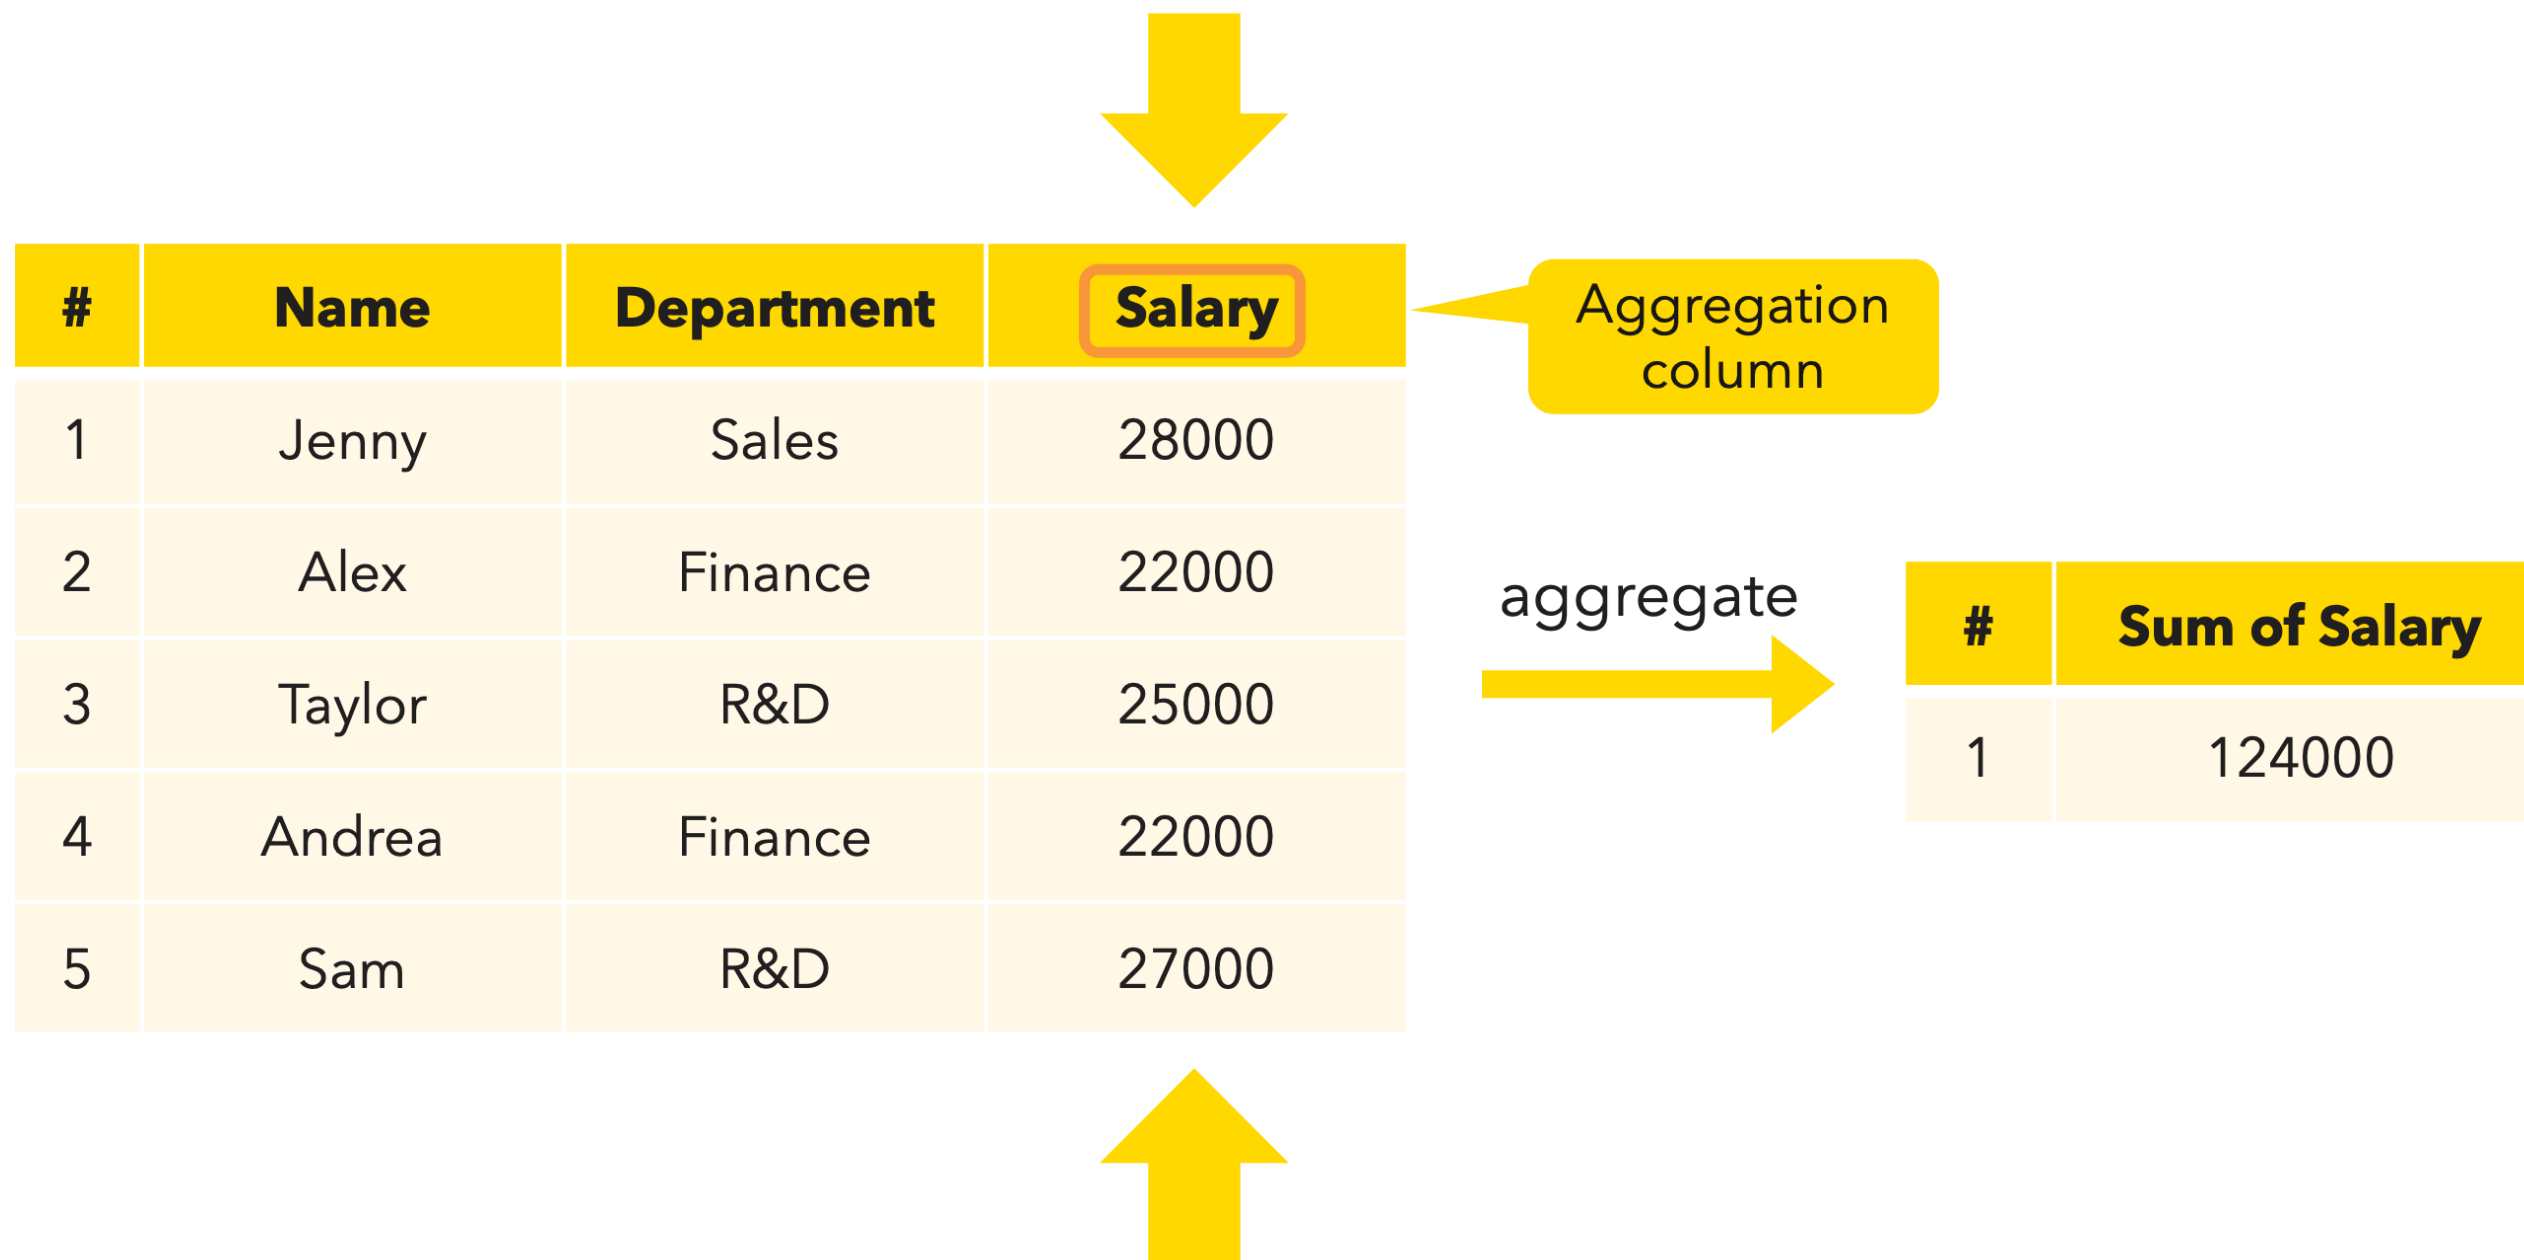 # Name Department Salary
Aggregation
column
1 Jenny Sales 28000
2 Alex Finance 22000
3 Taylor R&D 25000
4 Andrea Finance 22000
5 Sam R&D 27000
aggregate
# Sum of Salary
1 124000